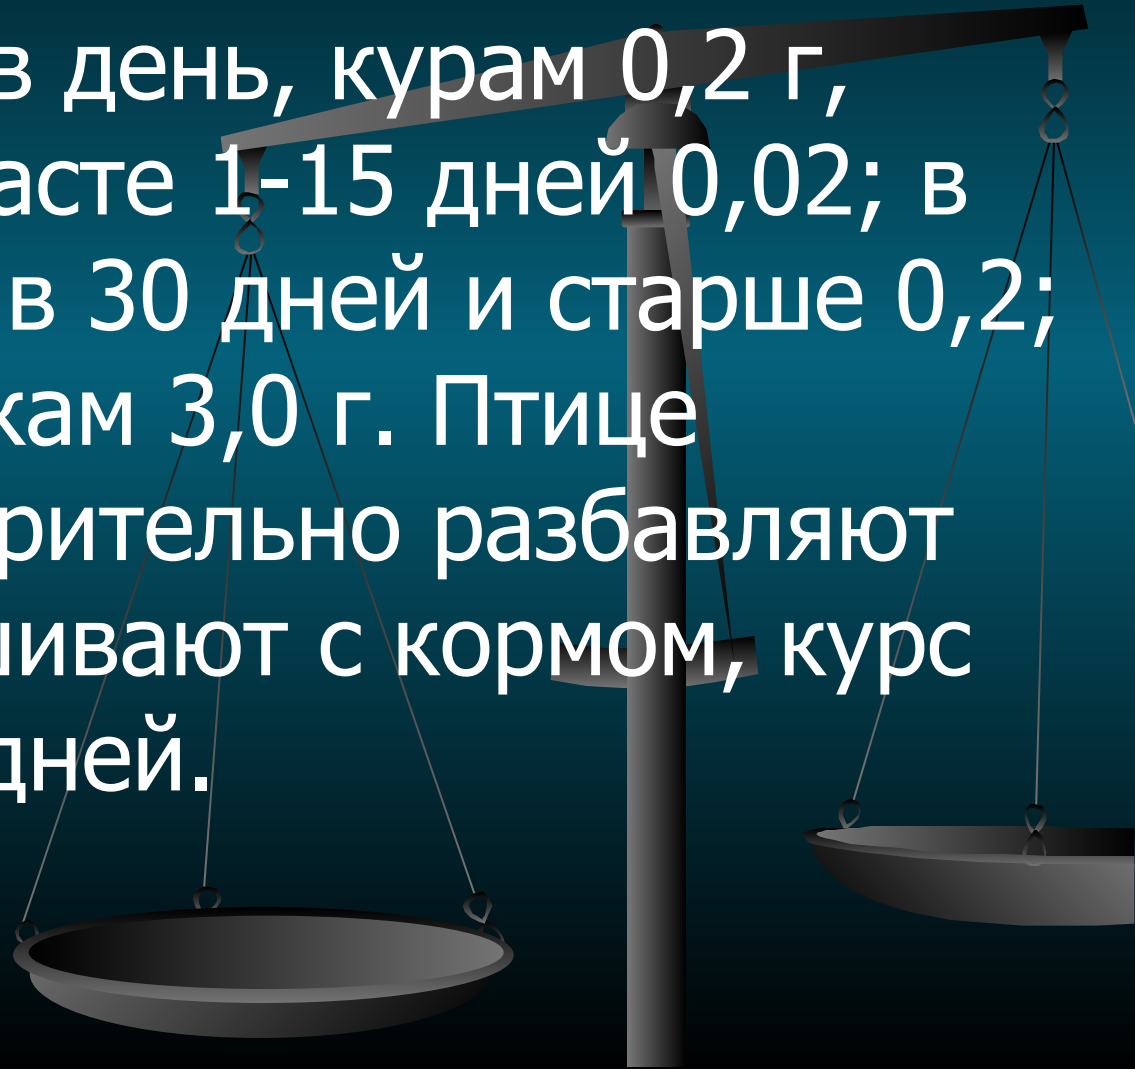 в день, курам 0,2 г,
асте 1-15 дней 0,02; в
в 30 дней и старше 0,2;
кам 3,0 г. Птице
рительно разбавляют
ивают с кормом, курс
дней.